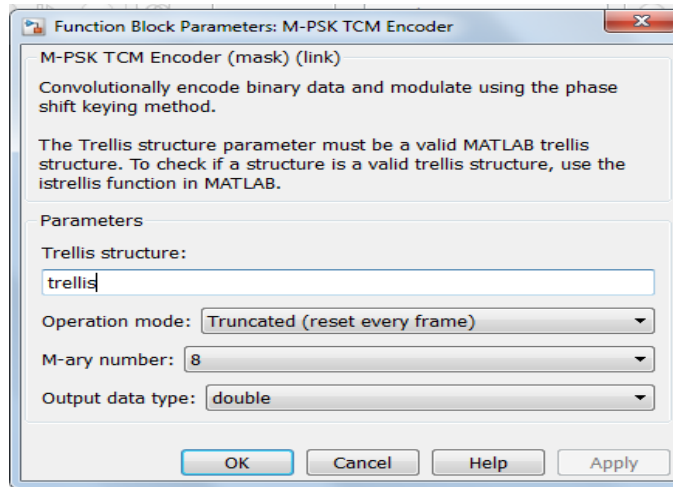 Function Block Parameters: M-PSK TCM Encoder
M-PSK TCM Encoder (mask) (link)
Convolutionally encode binary data and modulate using the phase
shift keying method.
The Trellis structure parameter must be a valid MATLAB trellis
structure. To check if a structure is a valid trellis structure, use the
istrellis function in MATLAB.
Parameters
Trellis structure:
trellis
Operation mode: Truncated (reset every frame)
M-ary number: 8
Output data type: double
OK Cancel Help Apply